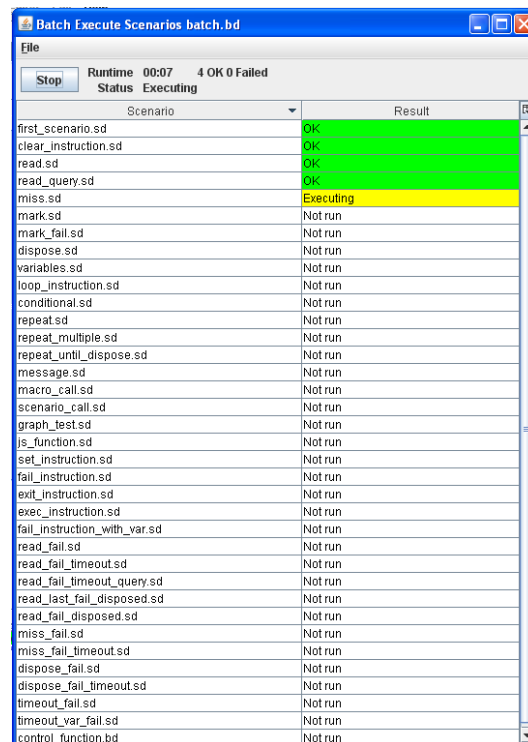 Batch Execute Scenarios batch.bd
File
Stop Runtime 00:07 4 OK 0 Failed
Status Executing
Scenario Result
first_scenario.sd OK
clear_instruction.sd OK
read.sd OK
read_query.sd OK
miss.sd Executing
mark.sd Not run
mark_fail.sd Not run
dispose.sd Not run
variables.sd Not run
loop_instruction.sd Not run
conditional.sd Not run
repeat.sd Not run
repeat_multiple.sd Not run
repeat_until_dispose.sd Not run
message.sd Not run
macro_call.sd Not run
scenario_call.sd Not run
graph_test.sd Not run
js_function.sd Not run
set_instruction.sd Not run
fail_instruction.sd Not run
exit_instruction.sd Not run
exec_instruction.sd Not run
fail_instruction_with_var.sd Not run
read_fail.sd Not run
read_fail_timeout.sd Not run
read_fail_timeout_query.sd Not run
read_last_fail_disposed.sd Not run
read_fail_disposed.sd Not run
miss_fail.sd Not run
miss_fail_timeout.sd Not run
dispose_fail.sd Not run
dispose_fail_timeout.sd Not run
timeout_fail.sd Not run
timeout_var_fail.sd Not run
control_function.bd Not run